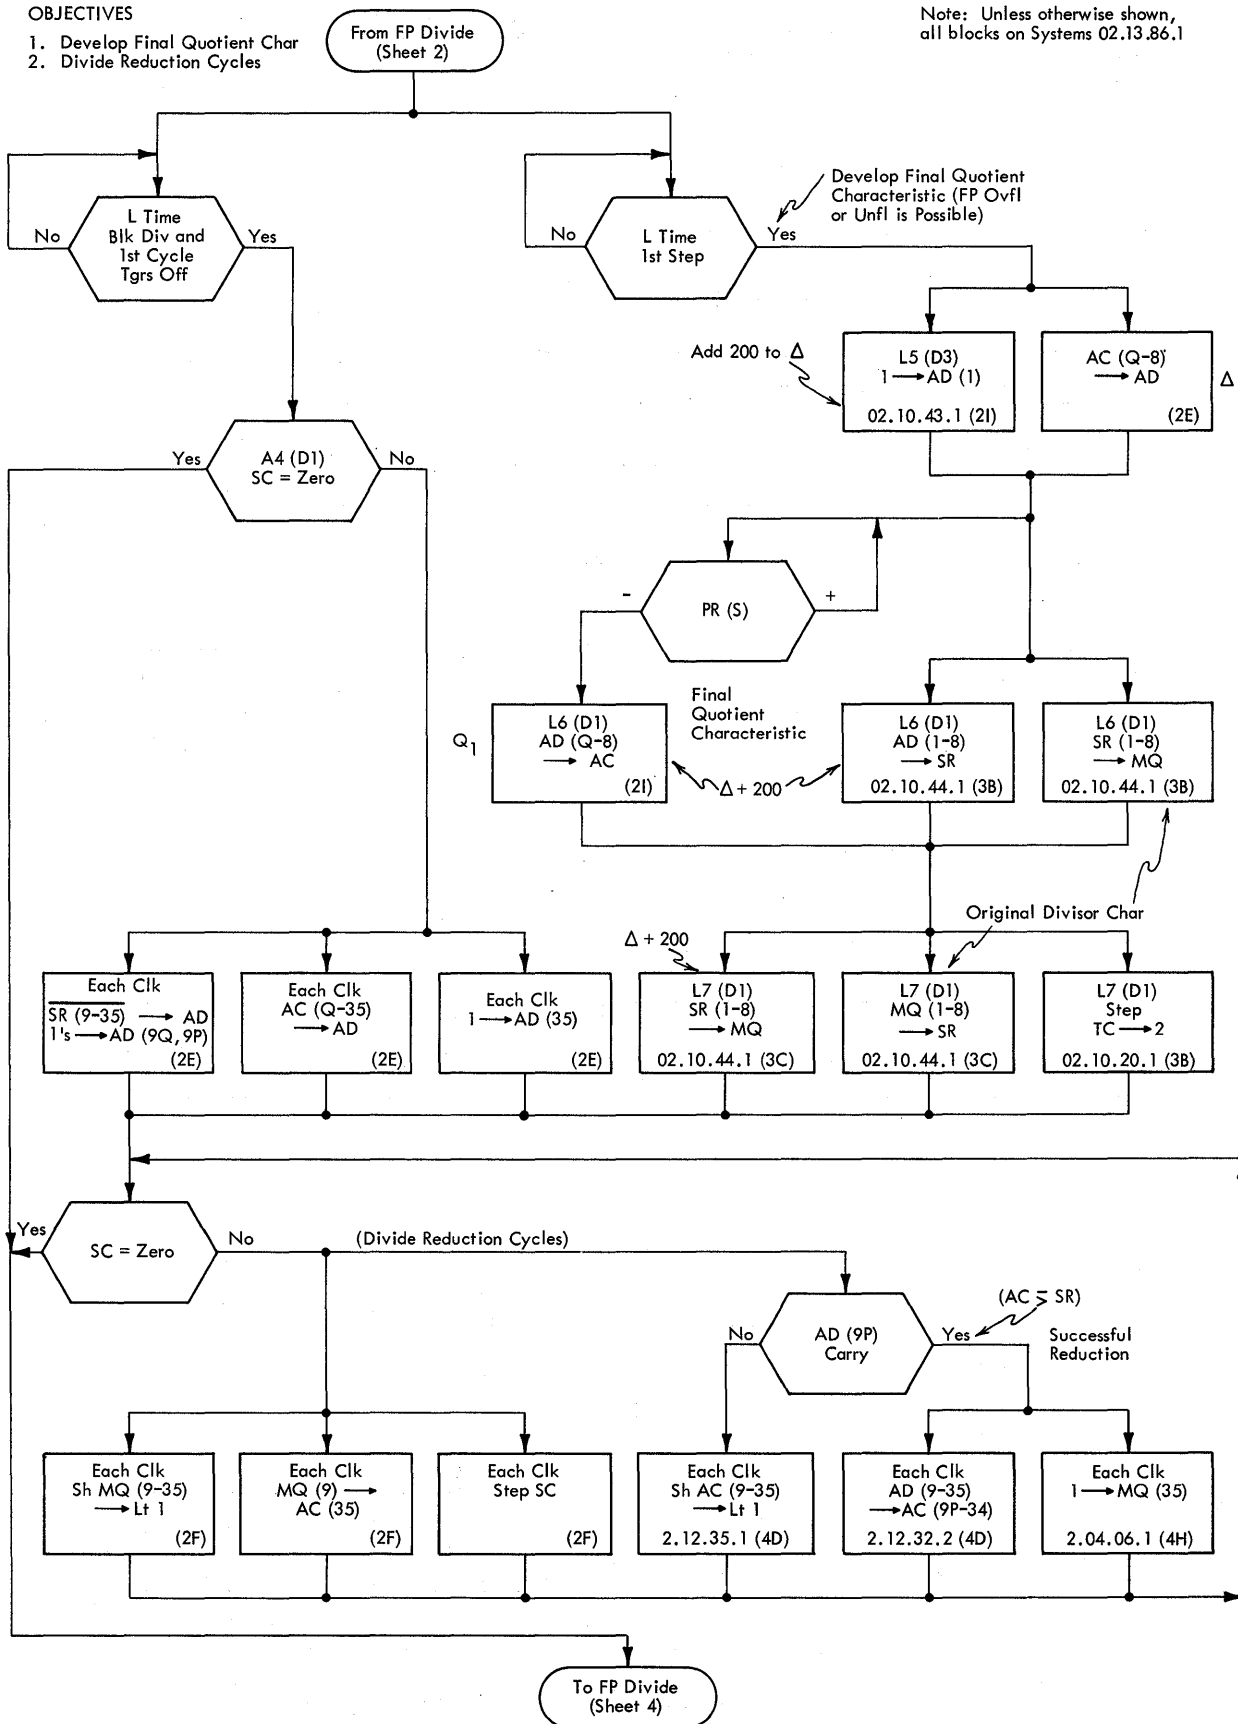 OBJECTIVES
1. Develop Final Quotient Char
2. Divide Reduction Cycles
From FP Divide
(Sheet 2)
Note: Unless otherwise shown,
all blocks on Systems 02.13.86.1
L Time
Blk Div and
1st Cycle
Tgrs Off
No
Yes
L Time
1st Step
No
Yes
Develop Final Quotient
Characteristic (FP Ovfl
or Unfl is Possible)
Add 200 to Δ
L5 (D3)
1 → AD (1)
02.10.43.1 (2I)
AC (Q-8)
→ AD
(2E)
Δ
Yes
A4 (D1)
SC = Zero
No
-
PR (S)
+
Q1
L6 (D1)
AD (Q-8)
→ AC
(2I)
Final
Quotient
Characteristic
Δ + 200
L6 (D1)
AD (1-8)
→ SR
02.10.44.1 (3B)
L6 (D1)
SR (1-8)
→ MQ
02.10.44.1 (3B)
Original Divisor Char
Δ + 200
Each Clk
SR (9-35) → AD
1's → AD (9Q, 9P)
(2E)
Each Clk
AC (Q-35)
→ AD
(2E)
Each Clk
1 → AD (35)
(2E)
L7 (D1)
SR (1-8)
→ MQ
02.10.44.1 (3C)
L7 (D1)
MQ (1-8)
→ SR
02.10.44.1 (3C)
L7 (D1)
Step
TC → 2
02.10.20.1 (3B)
Yes
SC = Zero
No
(Divide Reduction Cycles)
No
AD (9P)
Carry
Yes
(AC ≥ SR)
Successful
Reduction
Each Clk
Sh MQ (9-35)
→ Lt 1
(2F)
Each Clk
MQ (9) →
AC (35)
(2F)
Each Clk
Step SC
(2F)
Each Clk
Sh AC (9-35)
→ Lt 1
2.12.35.1 (4D)
Each Clk
AD (9-35)
→ AC (9P-34)
2.12.32.2 (4D)
Each Clk
1 → MQ (35)
2.04.06.1 (4H)
To FP Divide
(Sheet 4)